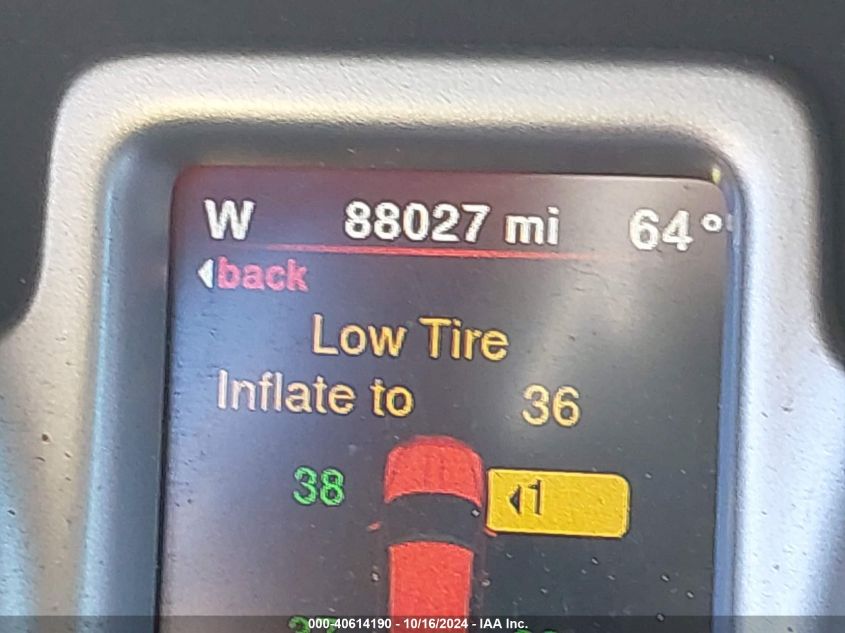 W 88027 mi 64°
back
Low Tire
Inflate to 36
38 1
000-40614190 - 10/16/2024 - IAA Inc.